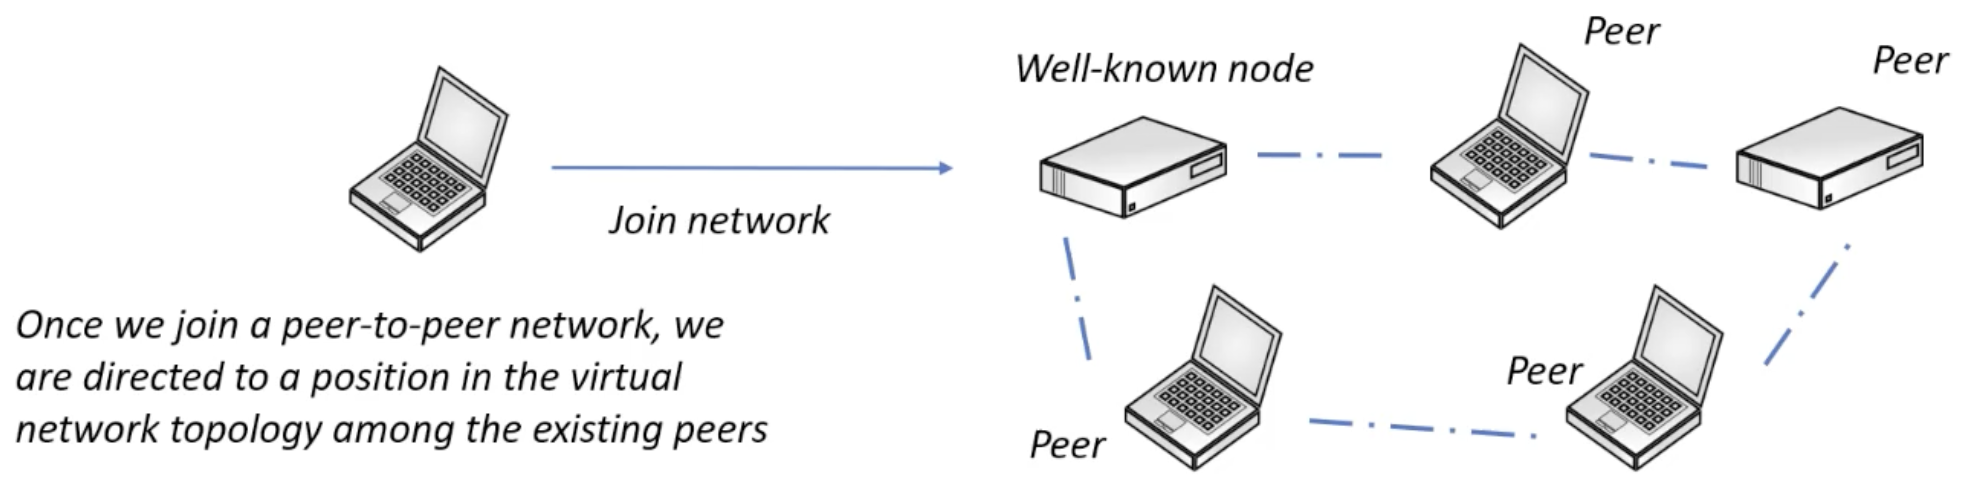 Peer
Peer
Well-known node
Join network
Once we join a peer-to-peer network, we
are directed to a position in the virtual
network topology among the existing peers
Peer
Peer